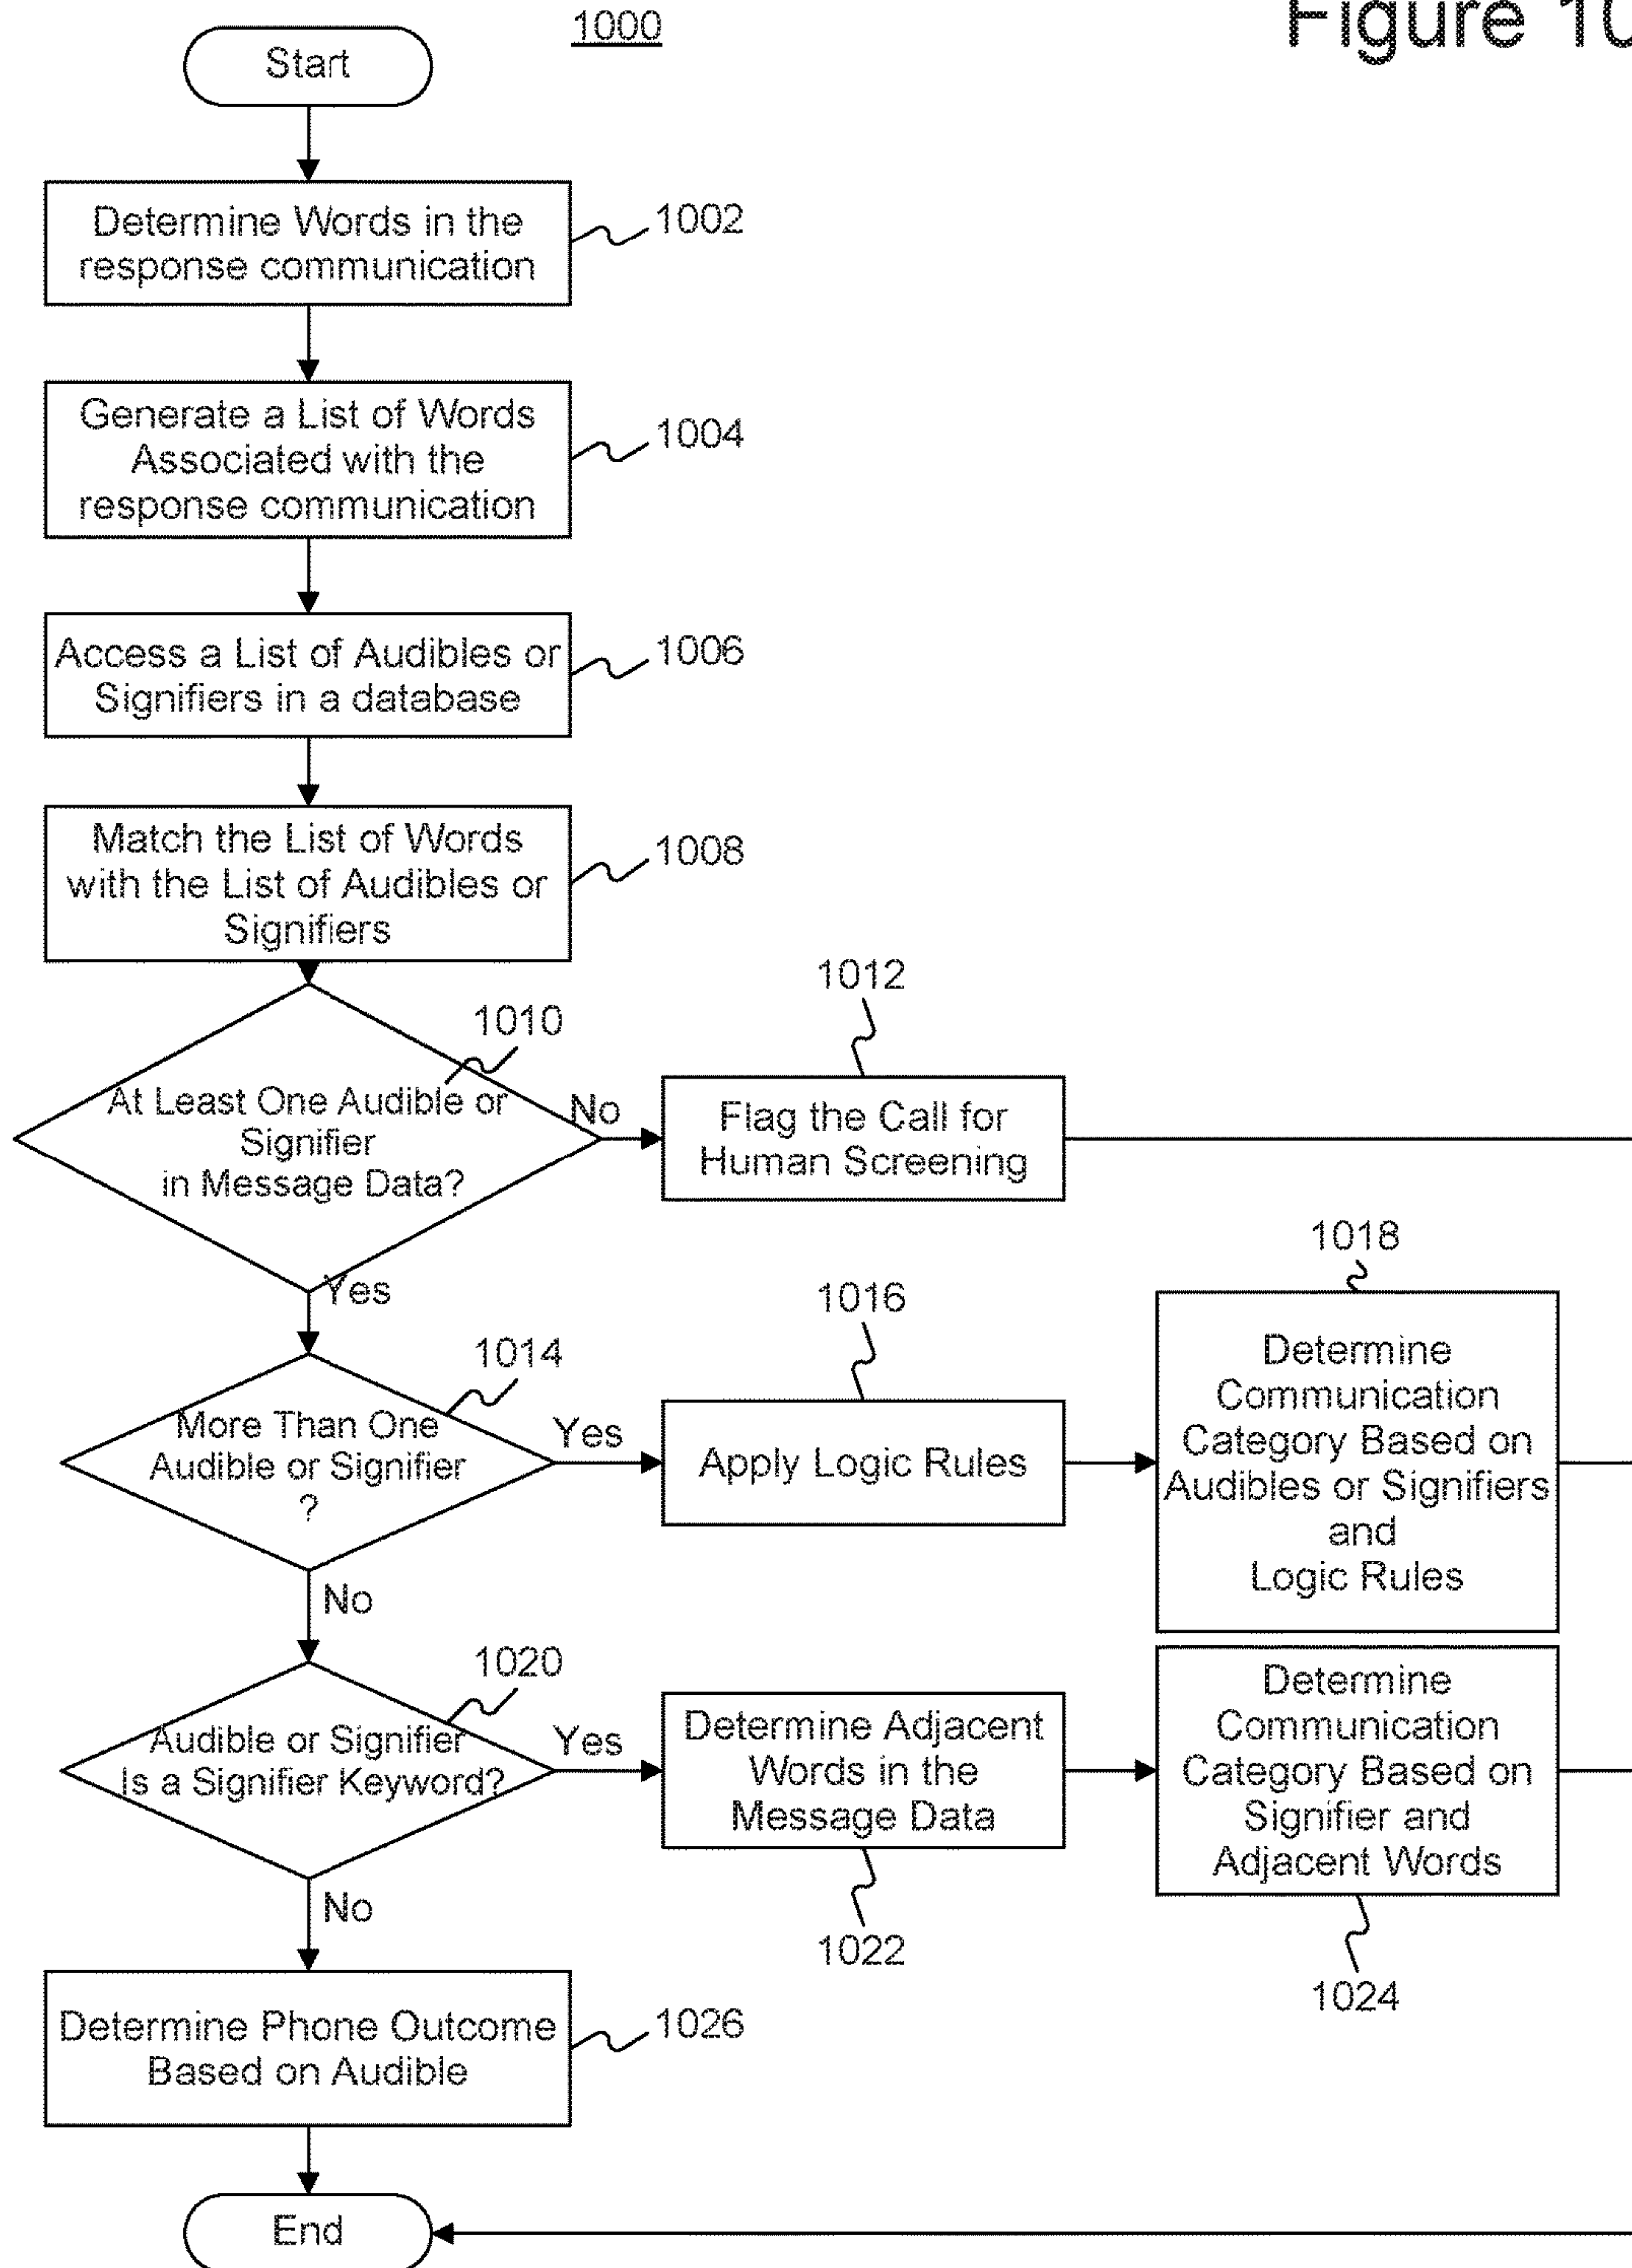 1000
Figure 10
Start
Determine Words in the
response communication
1002
Generate a List of Words
Associated with the
response communication
1004
Access a List of Audibles or
Signifiers in a database
1006
Match the List of Words
with the List of Audibles or
Signifiers
1008
1010
At Least One Audible or
Signifier
in Message Data?
No
1012
Flag the Call for
Human Screening
Yes
1014
More Than One
Audible or Signifier
?
Yes
1016
Apply Logic Rules
1018
Determine
Communication
Category Based on
Audibles or Signifiers
and
Logic Rules
No
1020
Audible or Signifier
Is a Signifier Keyword?
Yes
Determine Adjacent
Words in the
Message Data
1022
Determine
Communication
Category Based on
Signifier and
Adjacent Words
1024
No
Determine Phone Outcome
Based on Audible
1026
End